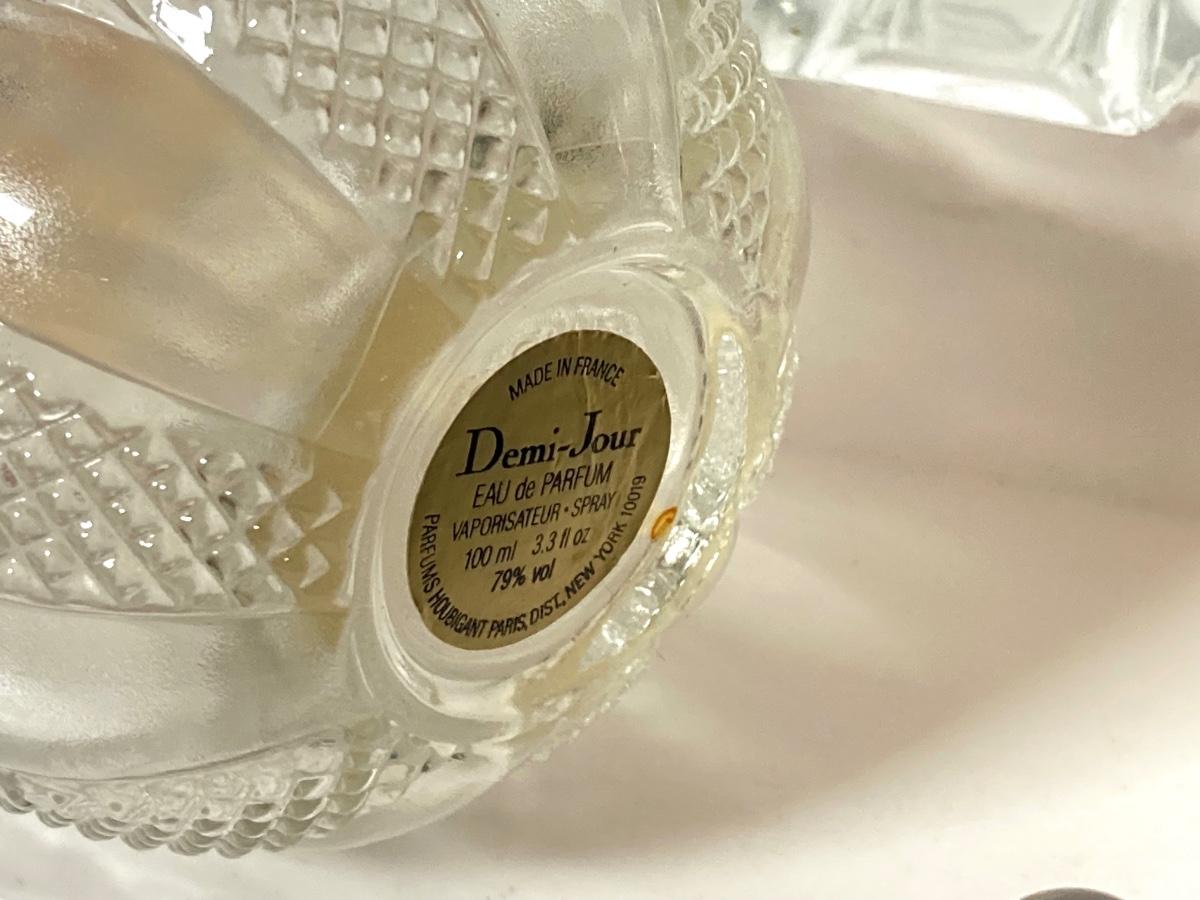 MADE IN FRANCE
Demi-Jour
EAU de PARFUM
VAPORISATEUR • SPRAY
100 ml 3.3 fl oz
79% vol
PARFUMS HOUBIGANT PARIS, DIST., NEW YORK 10019